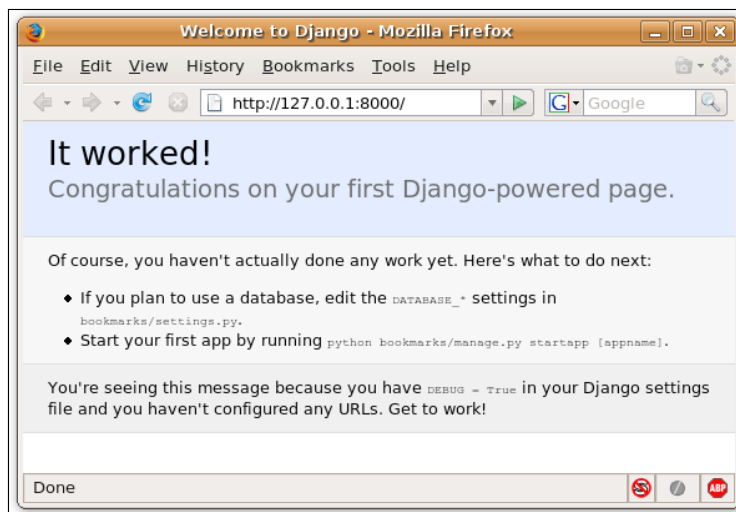 Welcome to Django - Mozilla Firefox
File Edit View History Bookmarks Tools Help
http://127.0.0.1:8000/ G Google
It worked!
Congratulations on your first Django-powered page.
Of course, you haven't actually done any work yet. Here's what to do next:
If you plan to use a database, edit the DATABASE_* settings in
bookmarks/settings.py.
Start your first app by running python bookmarks/manage.py startapp [appname].
You're seeing this message because you have DEBUG = True in your Django settings
file and you haven't configured any URLs. Get to work!
Done ABP